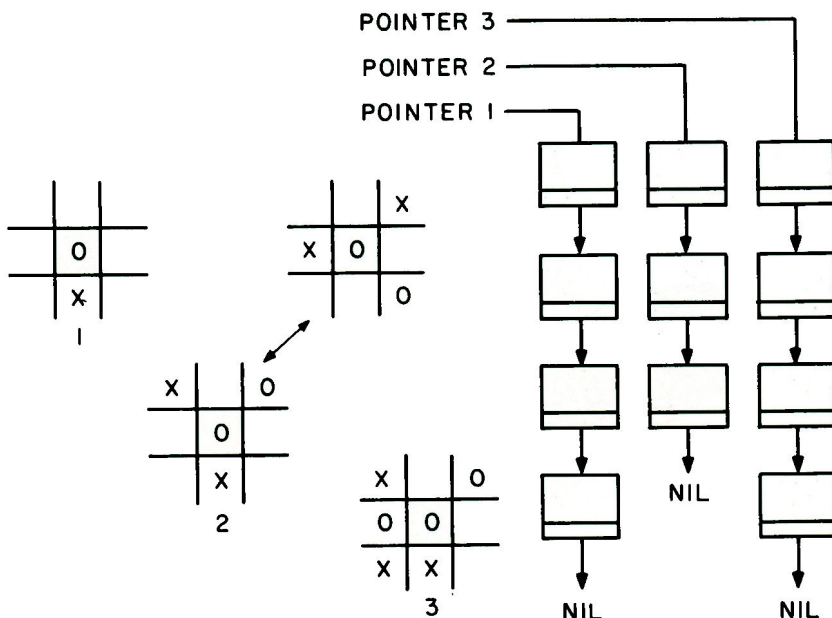 POINTER 3
POINTER 2
POINTER 1
O
X
1
X
X O
O
X O
O
X
2
X O
O O
X X
3
NIL
NIL
NIL